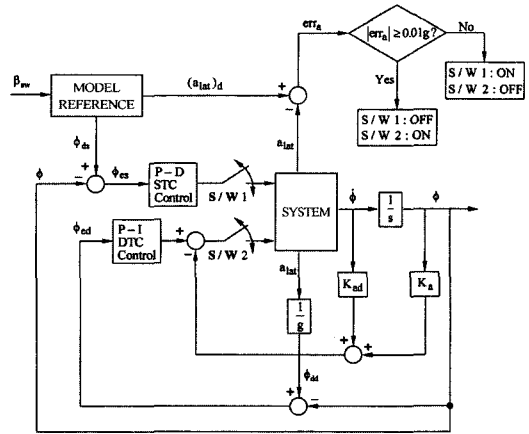 err_a
|err_a| ≥ 0.01g ?
No
Yes
S / W 1 : ON
S / W 2 : OFF
S / W 1 : OFF
S / W 2 : ON
β_sw
MODEL
REFERENCE
(a_lat)_d
+
−
a_lat
ϕ_ds
ϕ
−
+
ϕ_es
P – D
STC
Control
S / W 1
ϕ_ed
P – I
DTC
Control
+
−
S / W 2
SYSTEM
ϕ̇
1
s
ϕ
a_lat
1
g
K_ad
K_a
+
+
ϕ_dd
+
−